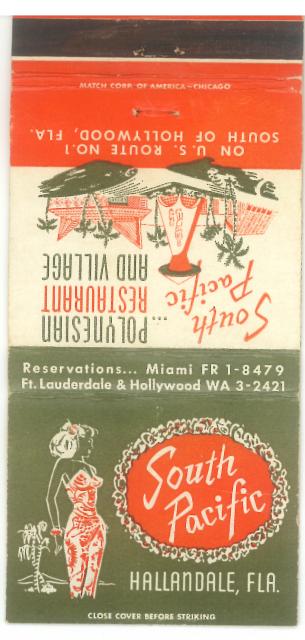 MATCH CORP. OF AMERICA—CHICAGO
ON U.S. ROUTE NO. 1
SOUTH OF HOLLYWOOD, FLA.
South
Pacific
...POLYNESIAN
RESTAURANT
AND VILLAGE
Reservations... Miami FR 1-8479
Ft. Lauderdale & Hollywood WA 3-2421
South
Pacific
HALLANDALE, FLA.
CLOSE COVER BEFORE STRIKING